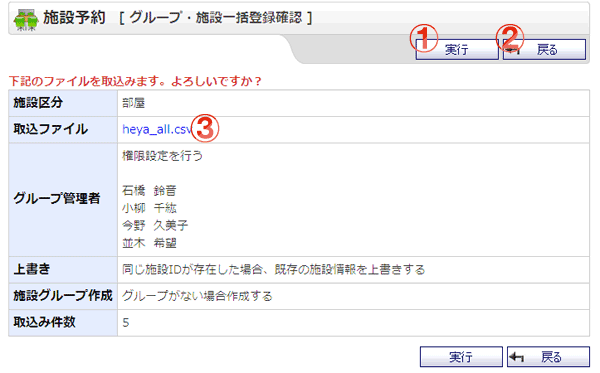 施設予約 [ グループ・施設一括登録確認 ]
① 実行 ② 戻る
下記のファイルを取込みます。よろしいですか？
施設区分 部屋
取込ファイル heya_all.csv ③
グループ管理者 権限設定を行う
石橋 鈴音
小柳 千紘
今野 久美子
並木 希望
上書き 同じ施設IDが存在した場合、既存の施設情報を上書きする
施設グループ作成 グループがない場合作成する
取込み件数 5
実行 戻る